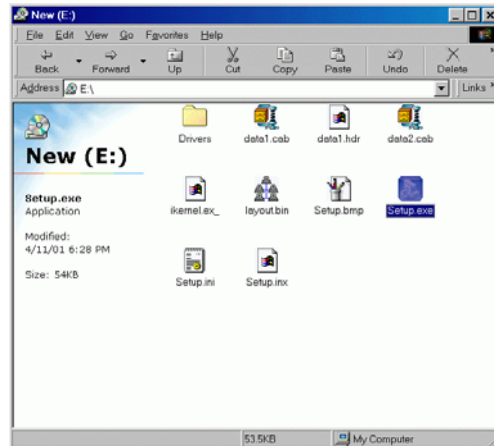 New (E:)
File Edit View Go Favorites Help
Back Forward Up Cut Copy Paste Undo Delete
Address E:\ Links
New (E:)
Setup.exe
Application
Modified:
4/11/01 6:28 PM
Size: 54KB
Drivers data1.cab data1.hdr data2.cab
ikernel.ex_ layout.bin Setup.bmp Setup.exe
Setup.ini Setup.inx
53.5KB My Computer